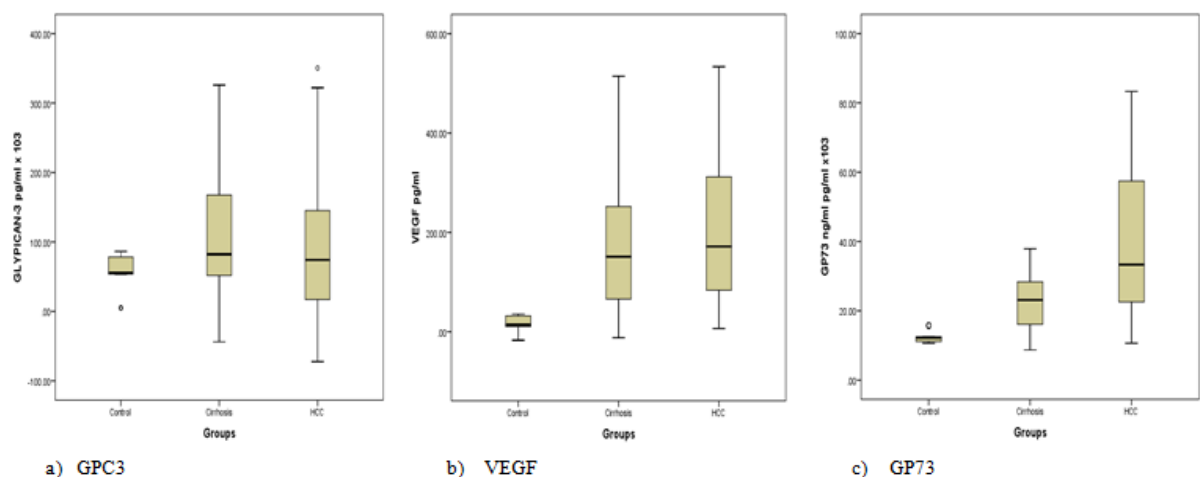 GLYPICAN-3 pg/ml x 103
400.00
300.00
200.00
100.00
.00
-100.00
Control
Cirrhosis
HCC
Groups
a) GPC3
VEGF pg/ml
600.00
400.00
200.00
.00
Control
Cirrhosis
HCC
Groups
b) VEGF
GP73 ng/ml pg/ml x103
100.00
80.00
60.00
40.00
20.00
.00
Control
Cirrhosis
HCC
Groups
c) GP73